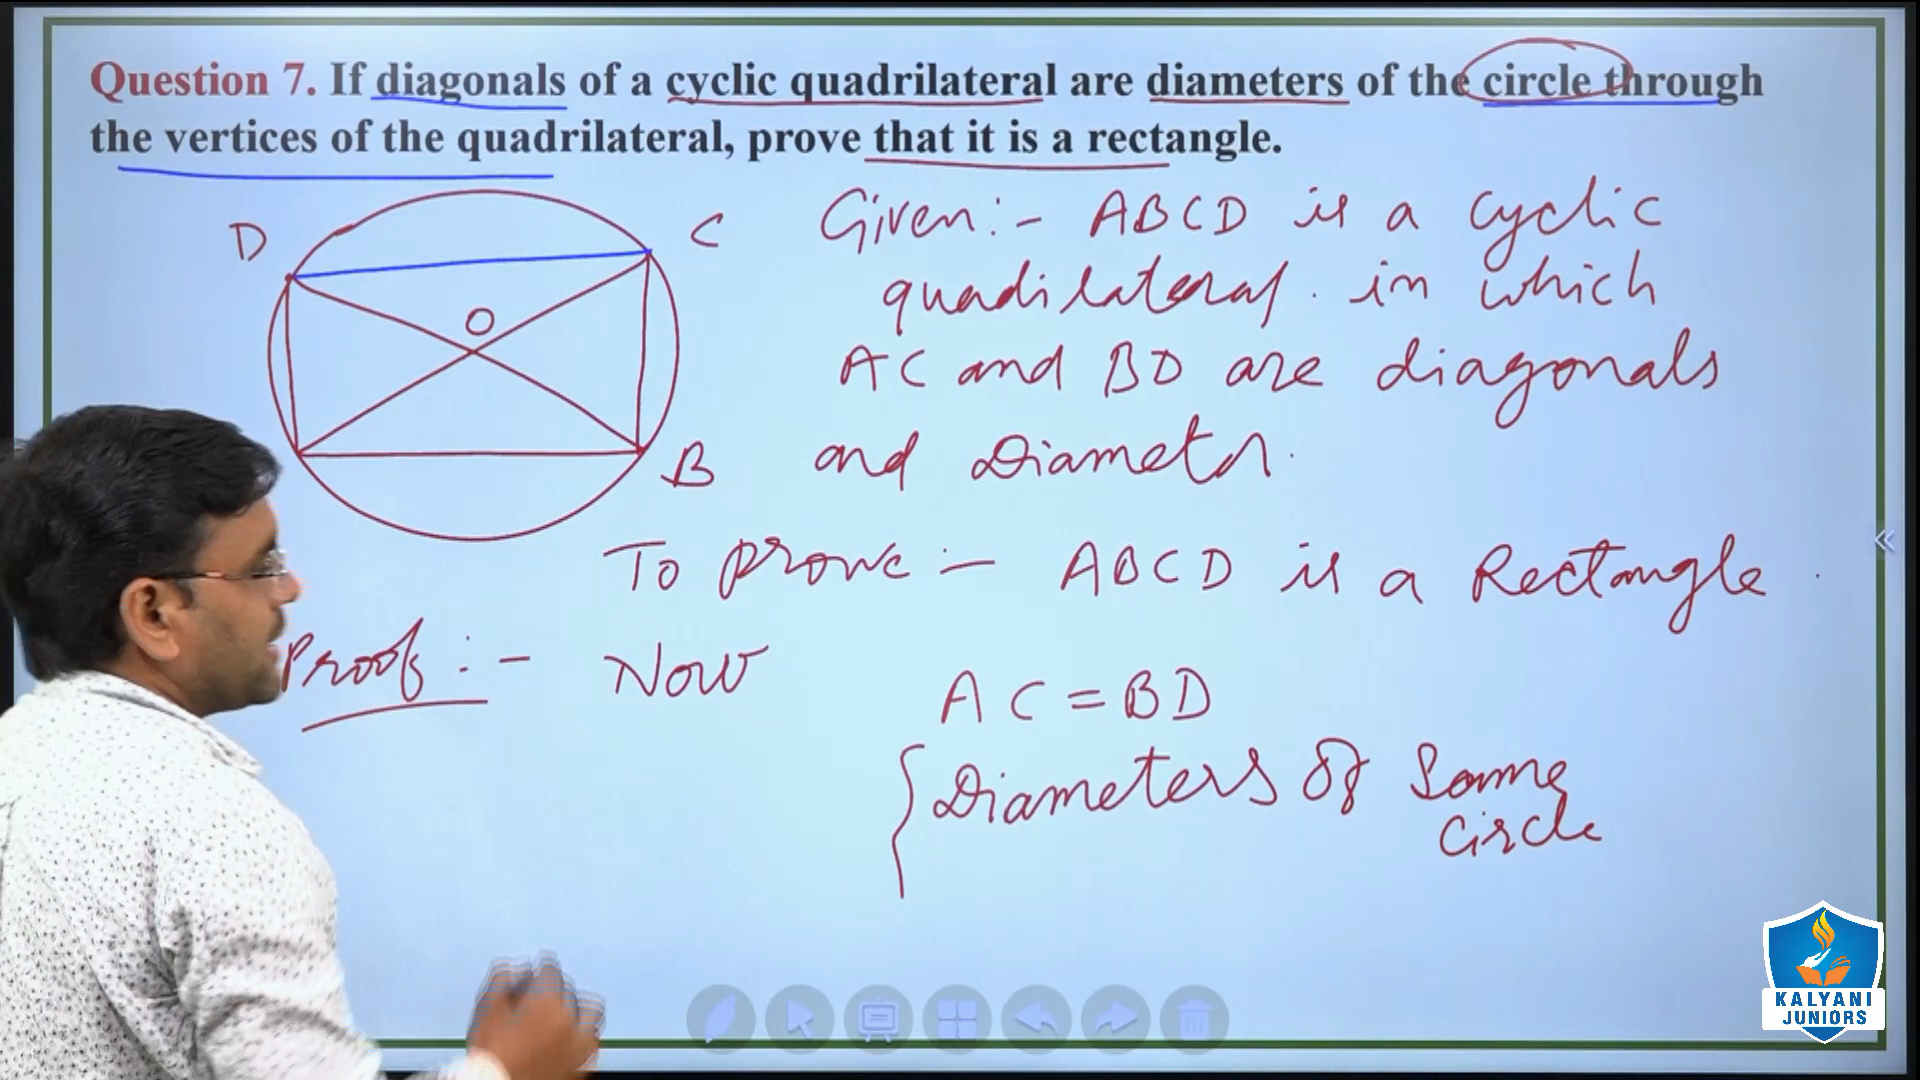 Question 7. If diagonals of a cyclic quadrilateral are diameters of the circle through
the vertices of the quadrilateral, prove that it is a rectangle.
D
C
O
B
Given:- ABCD is a cyclic
quadilateral. in which
AC and BD are diagonals
and Diameter.
To prove:- ABCD is a Rectangle.
Proof:- Now
AC = BD
{Diameters of Same
Circle
KALYANI
JUNIORS